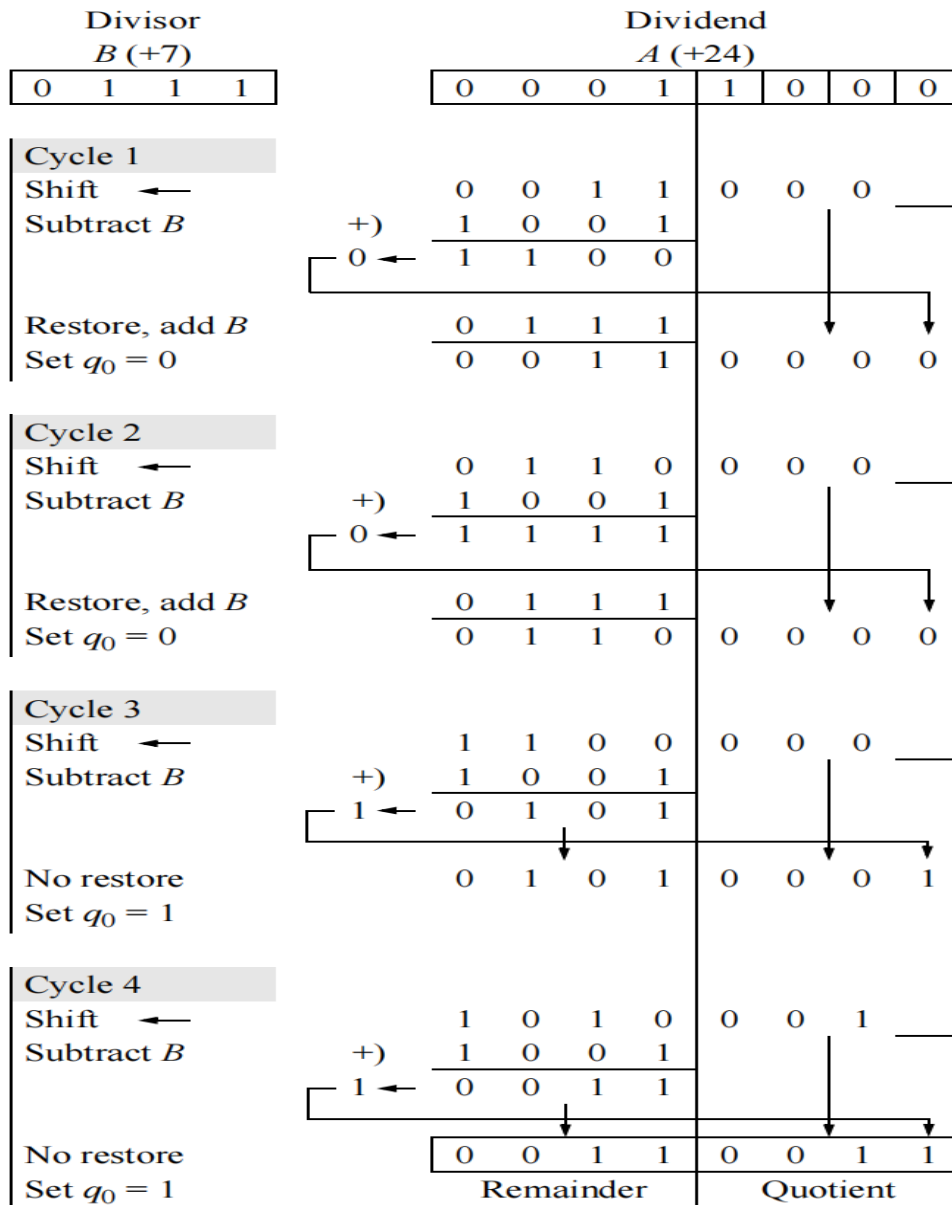 Divisor Dividend
B (+7) A (+24)
0 1 1 1 0 0 0 1 1 0 0 0
Cycle 1
Shift ← 0 0 1 1 0 0 0
Subtract B +) 1 0 0 1
0 ← 1 1 0 0
Restore, add B 0 1 1 1
Set q0 = 0 0 0 1 1 0 0 0 0
Cycle 2
Shift ← 0 1 1 0 0 0 0
Subtract B +) 1 0 0 1
0 ← 1 1 1 1
Restore, add B 0 1 1 1
Set q0 = 0 0 1 1 0 0 0 0 0
Cycle 3
Shift ← 1 1 0 0 0 0 0
Subtract B +) 1 0 0 1
1 ← 0 1 0 1
No restore 0 1 0 1 0 0 0 1
Set q0 = 1
Cycle 4
Shift ← 1 0 1 0 0 0 1
Subtract B +) 1 0 0 1
1 ← 0 0 1 1
No restore 0 0 1 1 0 0 1 1
Set q0 = 1 Remainder Quotient